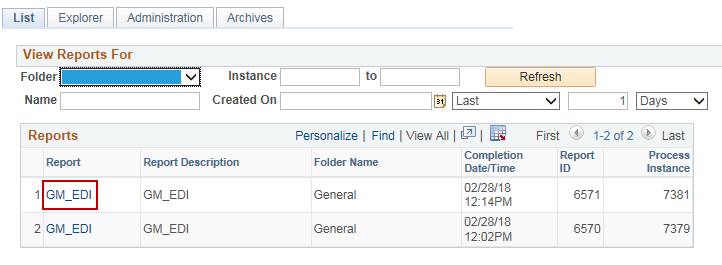 List Explorer Administration Archives
View Reports For
Folder Instance to Refresh
Name Created On 31 Last 1 Days
Reports Personalize | Find | View All | | First 1-2 of 2 Last
Report Report Description Folder Name Completion Date/Time Report ID Process Instance
1 GM_EDI GM_EDI General 02/28/18 12:14PM 6571 7381
2 GM_EDI GM_EDI General 02/28/18 12:02PM 6570 7379